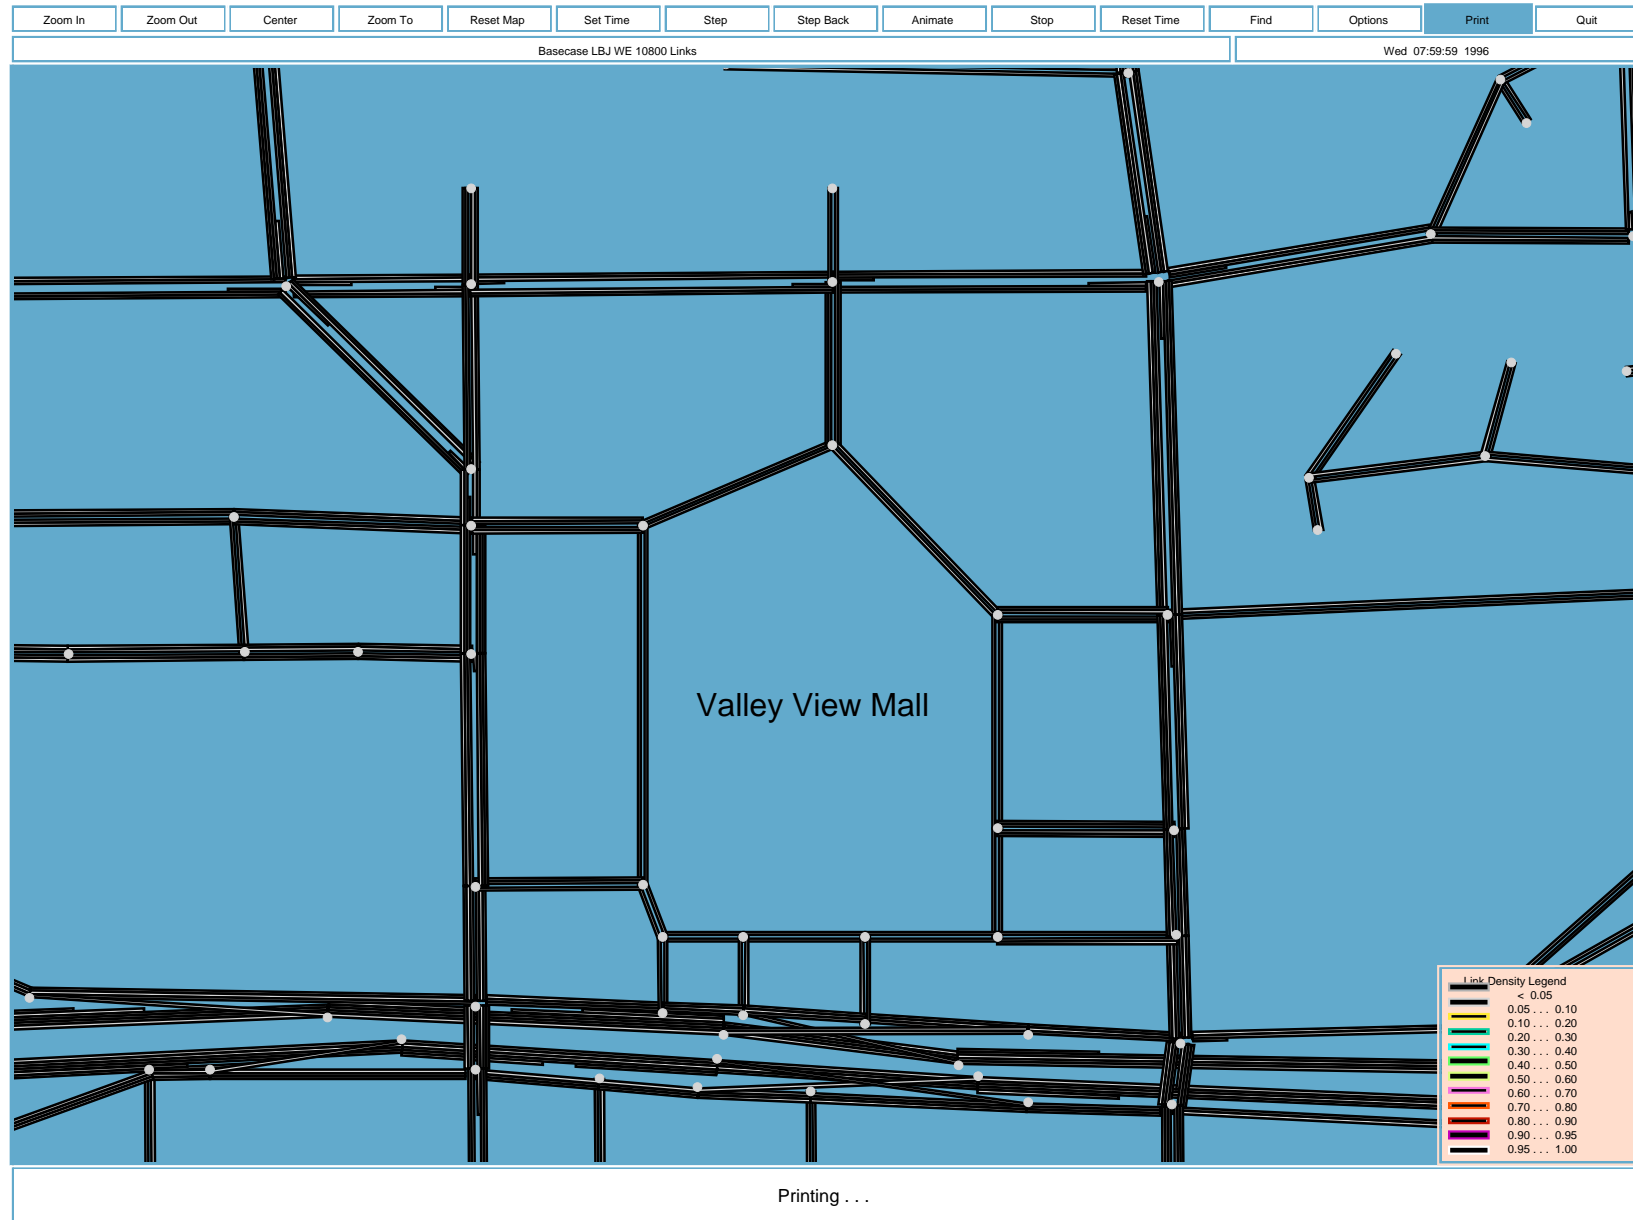 Zoom In Zoom Out Center Zoom To Reset Map Set Time Step Step Back Animate Stop Reset Time Find Options Print Quit
Basecase LBJ WE 10800 Links Wed 07:59:59 1996
Valley View Mall
Link Density Legend
< 0.05
0.05 . . . 0.10
0.10 . . . 0.20
0.20 . . . 0.30
0.30 . . . 0.40
0.40 . . . 0.50
0.50 . . . 0.60
0.60 . . . 0.70
0.70 . . . 0.80
0.80 . . . 0.90
0.90 . . . 0.95
0.95 . . . 1.00
Printing . . .